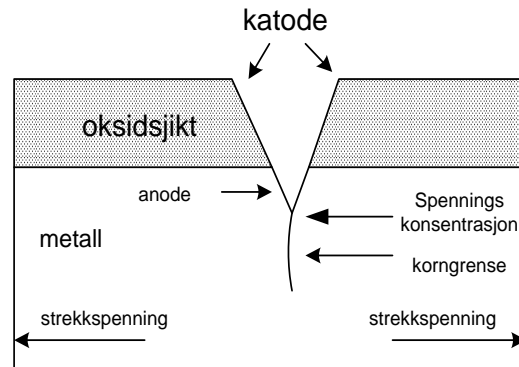 katode
oksidsjikt
anode
Spennings
konsentrasjon
metall
korngrense
strekkspenning
strekkspenning